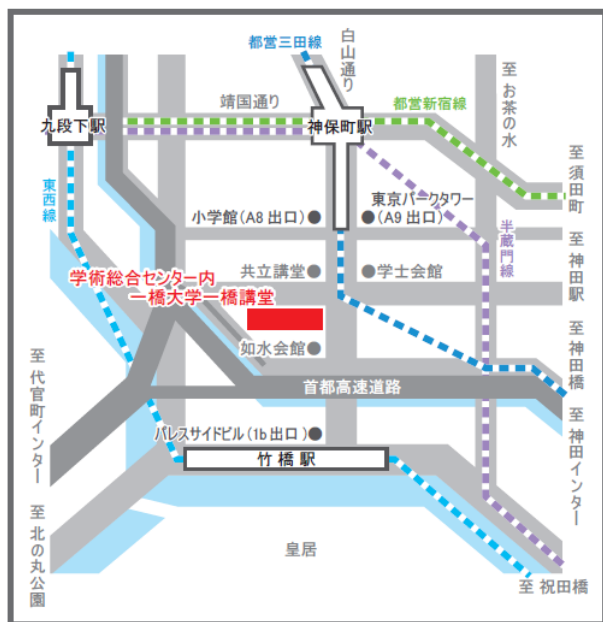 都営三田線
白山通り
至 お茶の水
靖国通り
都営新宿線
九段下駅
神保町駅
至 須田町
東西線
東京パークタワー
小学館(A8 出口)●
●(A9 出口)
半蔵門線
至 神田駅
学術総合センター内
一橋大学一橋講堂
共立講堂●
●学士会館
如水会館●
至 神田橋
至 代官町インター
首都高速道路
パレスサイドビル(1b 出口)●
至 神田インター
竹橋駅
至 北の丸公園
皇居
至 祝田橋